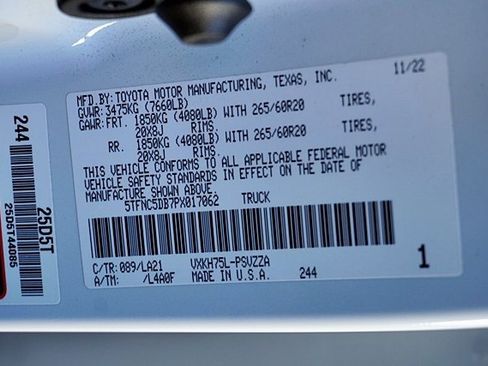 MFD.BY:TOYOTA MOTOR MANUFACTURING, TEXAS, INC. 11/22
GVWR: 3475KG (7660LB)
GAWR:FRT. 1850KG (4080LB) WITH 265/60R20 TIRES,
20X8J RIMS.
RR. 1850KG (4080LB) WITH 265/60R20 TIRES,
20X8J RIMS.
THIS VEHICLE CONFORMS TO ALL APPLICABLE FEDERAL MOTOR
VEHICLE SAFETY STANDARDS IN EFFECT ON THE DATE OF
MANUFACTURE SHOWN ABOVE.
5TFNC5DB7PX017062 TRUCK
C/TR: 089/LA21 VXKH75L-PSVZZA
A/TM: /L4A0F MADE IN U.S.A. 244
1
244
25D5T
25D5T44085